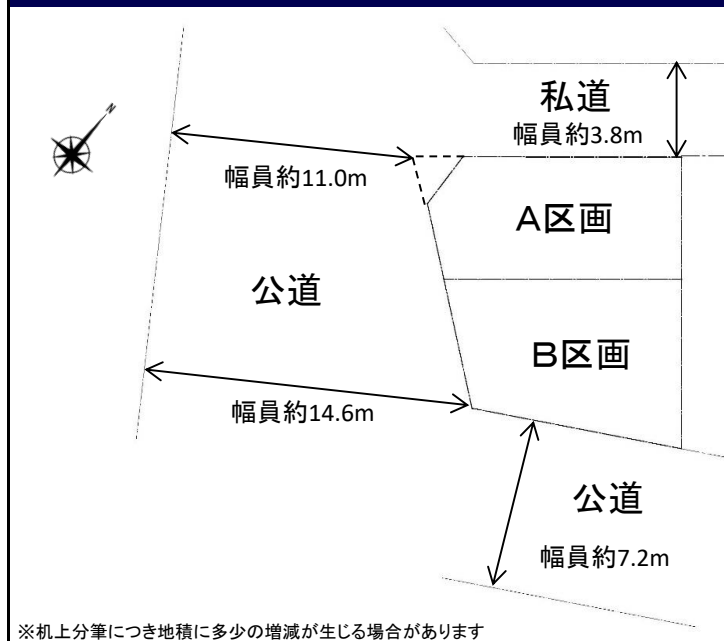 N
私道
幅員約3.8m
幅員約11.0m
A区画
公道
B区画
幅員約14.6m
公道
幅員約7.2m
※机上分筆につき地積に多少の増減が生じる場合があります